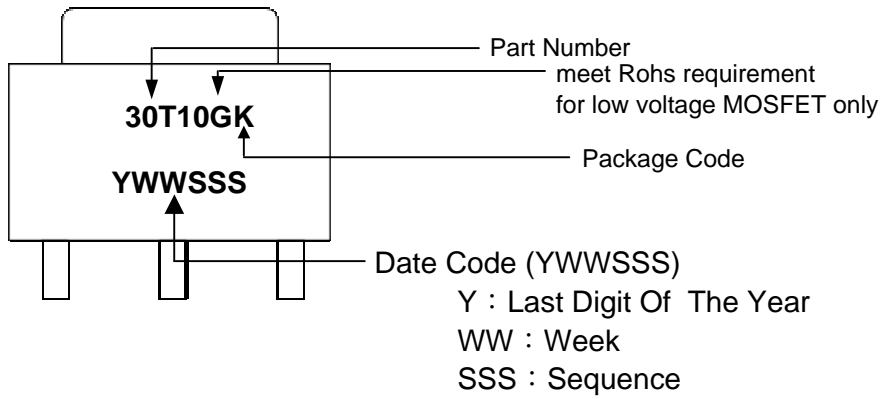 Part Number
meet Rohs requirement
for low voltage MOSFET only
30T10GK
Package Code
YWWSSS
Date Code (YWWSSS)
Y：Last Digit Of The Year
WW：Week
SSS：Sequence